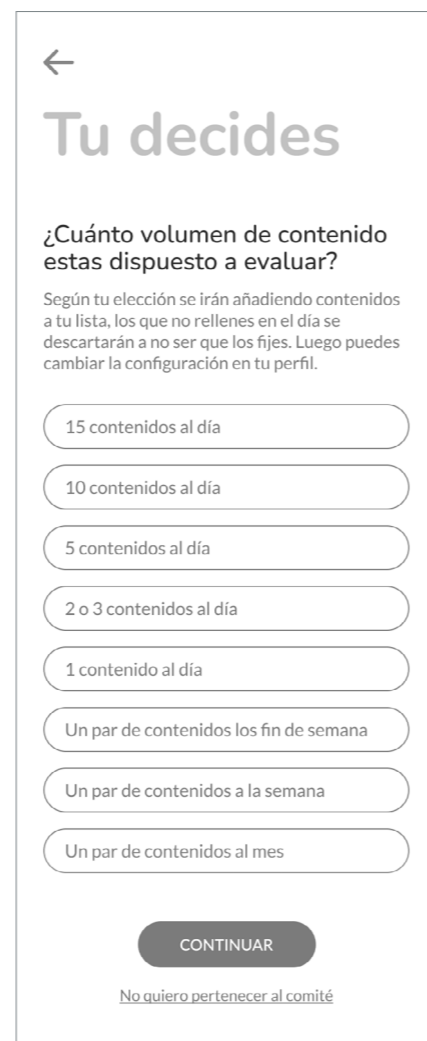 Tu decides
¿Cuánto volumen de contenido
estas dispuesto a evaluar?
Según tu elección se irán añadiendo contenidos
a tu lista, los que no rellenes en el día se
descartarán a no ser que los fijes. Luego puedes
cambiar la configuración en tu perfil.
15 contenidos al día
10 contenidos al día
5 contenidos al día
2 o 3 contenidos al día
1 contenido al día
Un par de contenidos los fin de semana
Un par de contenidos a la semana
Un par de contenidos al mes
CONTINUAR
No quiero pertenecer al comité